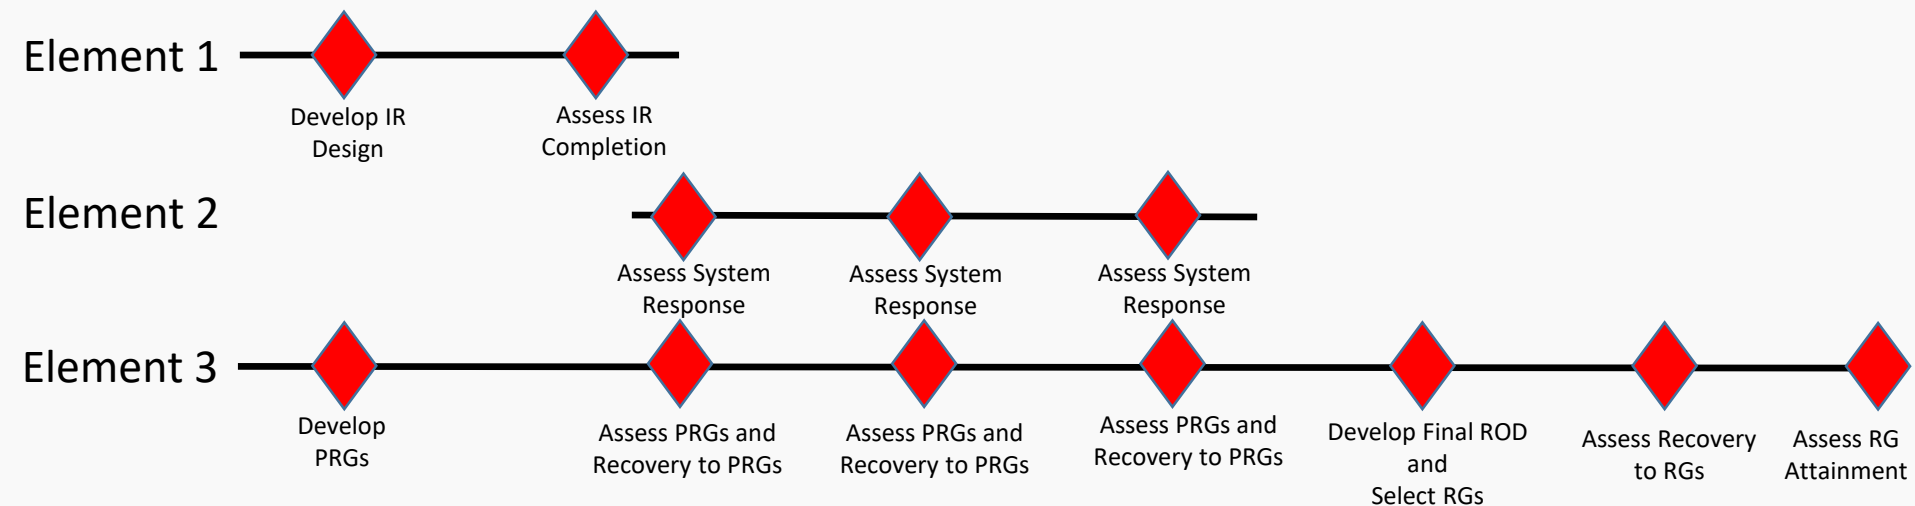 Element 1
Develop IR
Design
Assess IR
Completion
Element 2
Assess System
Response
Assess System
Response
Assess System
Response
Element 3
Develop
PRGs
Assess PRGs and
Recovery to PRGs
Assess PRGs and
Recovery to PRGs
Assess PRGs and
Recovery to PRGs
Develop Final ROD
and
Select RGs
Assess Recovery
to RGs
Assess RG
Attainment